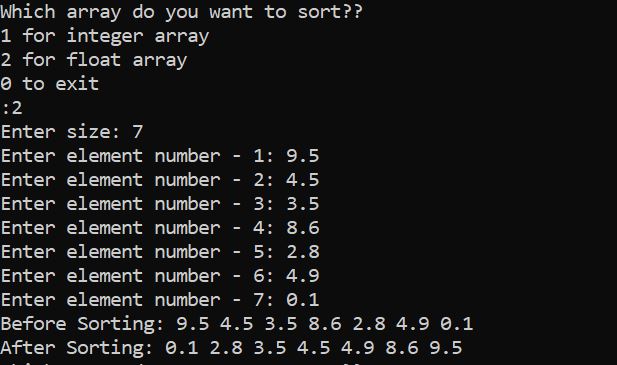 Which array do you want to sort??
1 for integer array
2 for float array
0 to exit
:2
Enter size: 7
Enter element number - 1: 9.5
Enter element number - 2: 4.5
Enter element number - 3: 3.5
Enter element number - 4: 8.6
Enter element number - 5: 2.8
Enter element number - 6: 4.9
Enter element number - 7: 0.1
Before Sorting: 9.5 4.5 3.5 8.6 2.8 4.9 0.1
After Sorting: 0.1 2.8 3.5 4.5 4.9 8.6 9.5